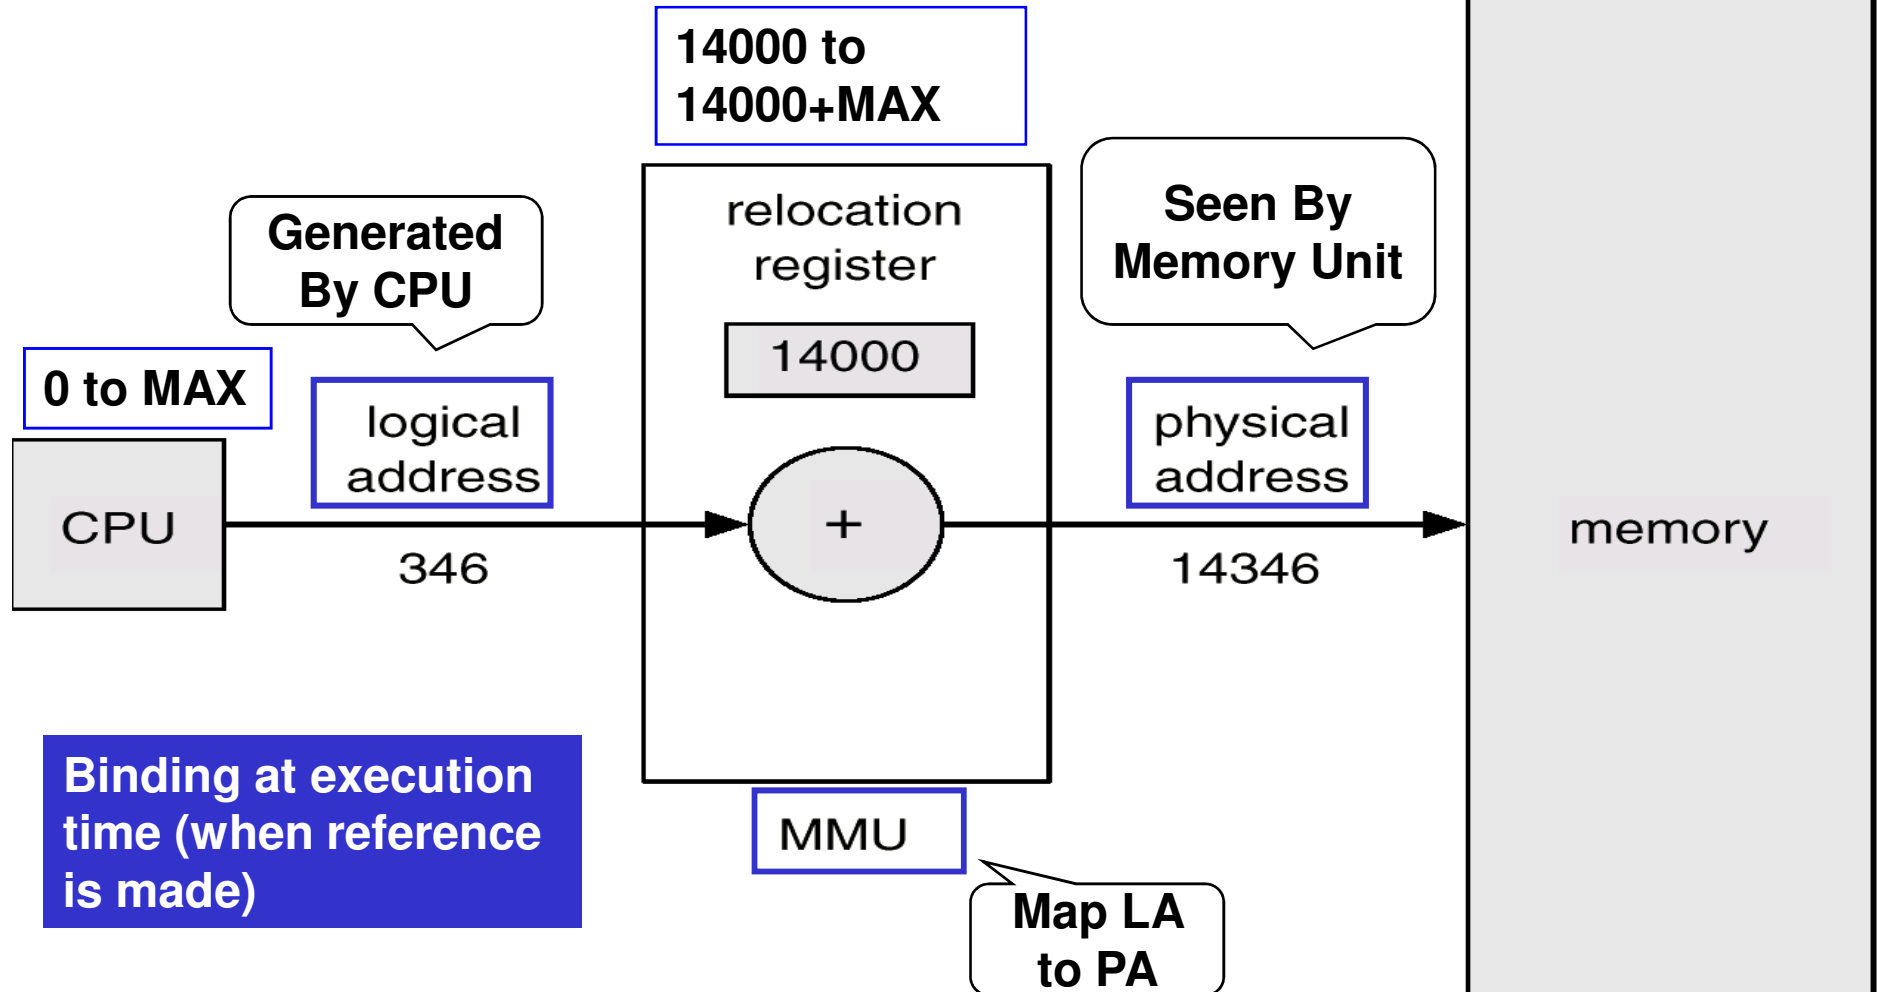 14000 to
14000+MAX
Generated
By CPU
relocation
register
Seen By
Memory Unit
14000
0 to MAX
logical
address
physical
address
CPU
+
memory
346
14346
Binding at execution
time (when reference
is made)
MMU
Map LA
to PA